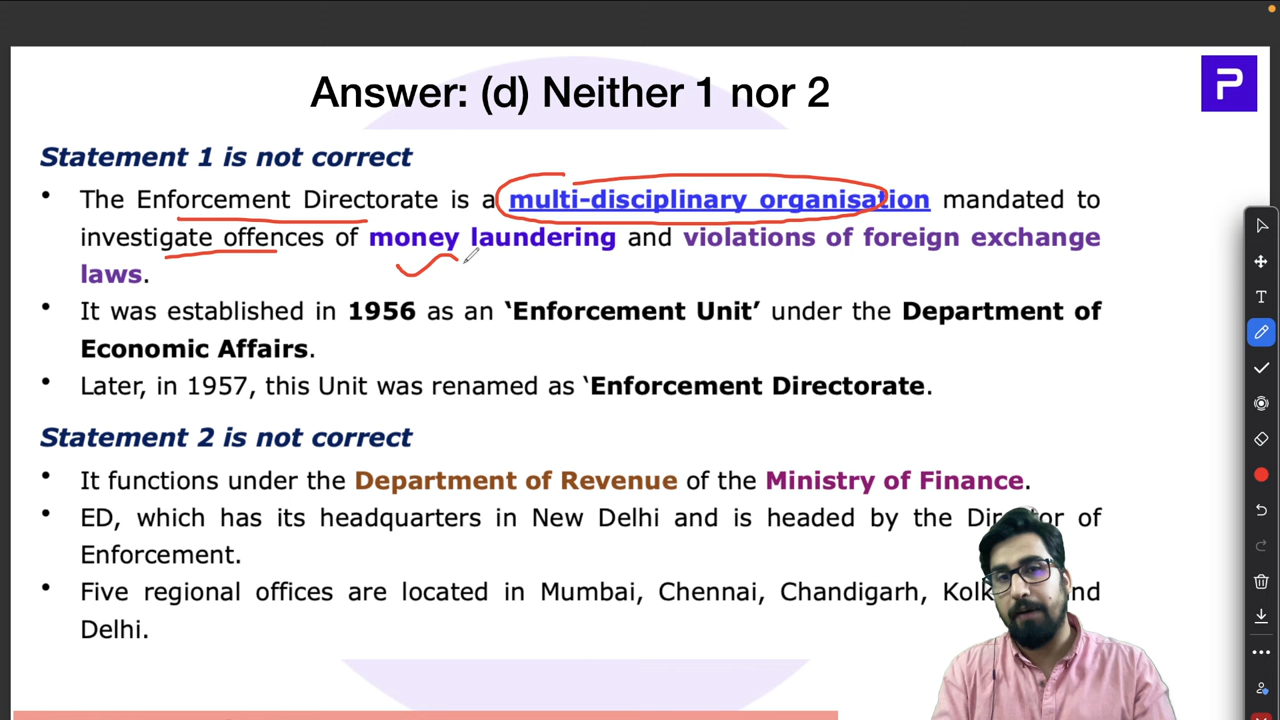 Answer: (d) Neither 1 nor 2
P
Statement 1 is not correct
• The Enforcement Directorate is a multi-disciplinary organisation mandated to
investigate offences of money laundering and violations of foreign exchange
laws.
• It was established in 1956 as an ‘Enforcement Unit’ under the Department of
Economic Affairs.
• Later, in 1957, this Unit was renamed as ‘Enforcement Directorate.
Statement 2 is not correct
• It functions under the Department of Revenue of the Ministry of Finance.
• ED, which has its headquarters in New Delhi and is headed by the of
Enforcement.
• Five regional offices are located in Mumbai, Chennai, Chandigarh,
Delhi.